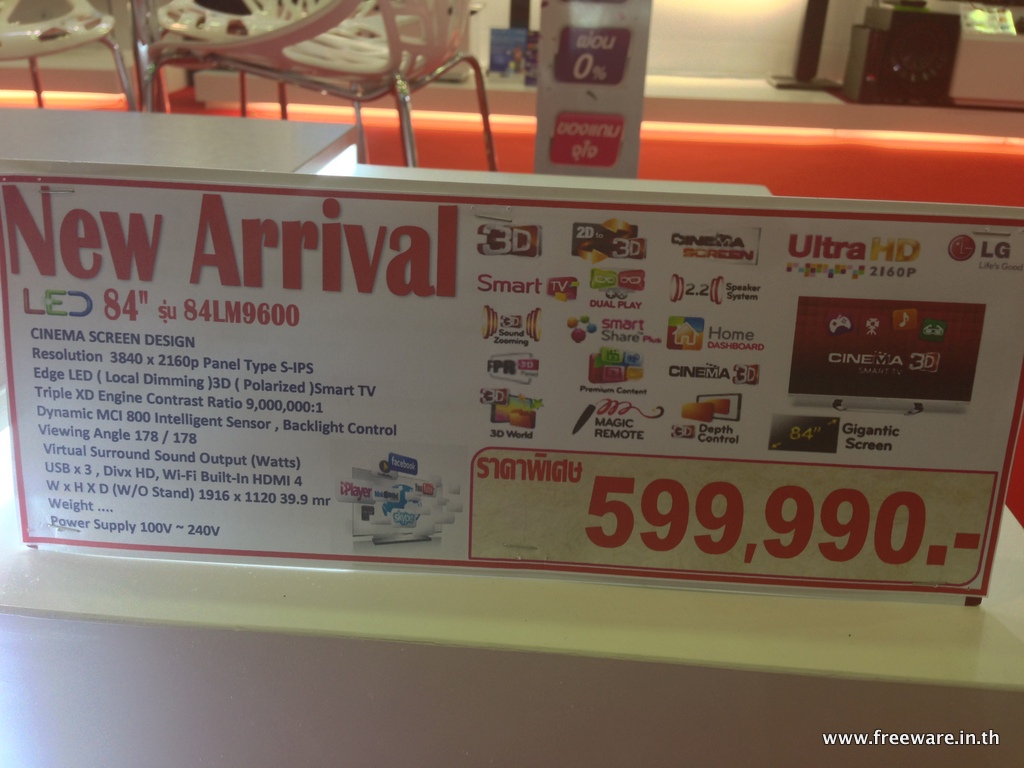 ผ่อน
0%
ของแถม
จุใจ
New Arrival
LED 84" รุ่น 84LM9600
CINEMA SCREEN DESIGN
Resolution 3840 x 2160p Panel Type S-IPS
Edge LED ( Local Dimming )3D ( Polarized )Smart TV
Triple XD Engine Contrast Ratio 9,000,000:1
Dynamic MCI 800 Intelligent Sensor , Backlight Control
Viewing Angle 178 / 178
Virtual Surround Sound Output (Watts)
USB x 3 , Divx HD, Wi-Fi Built-In HDMI 4
W x H X D (W/O Stand) 1916 x 1120 39.9 mr
Weight ....
Power Supply 100V ~ 240V
facebook
iPlayer
You
skype
3D
2D to 3D
CINEMA SCREEN
Smart TV
DUAL PLAY
2.2 Speaker System
3D Sound Zooming
smart Share Plus
Home DASHBOARD
FPR 3D
Premium Content
CINEMA 3D
3D World
MAGIC REMOTE
3D Depth Control
Ultra HD
2160P
LG
Life's Good
CINEMA 3D
SMART TV
84"
Gigantic Screen
ราคาพิเศษ
599,990.-
www.freeware.in.th